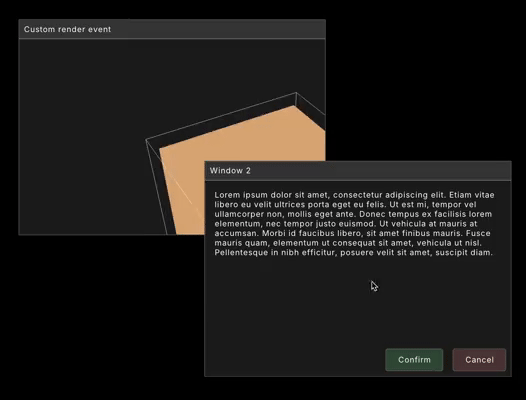 Custom render event
Window 2
Lorem ipsum dolor sit amet, consectetur adipiscing elit. Etiam vitae
libero eu velit ultrices porta eget eu felis. Ut est mi, tempor vel
ullamcorper non, mollis eget ante. Donec tempus ex facilisis lorem
elementum, nec tempor justo euismod. Ut vehicula at mauris at
accumsan. Morbi id faucibus libero, sit amet finibus mauris. Fusce
mauris quam, elementum ut consequat sit amet, vehicula ut nisl.
Pellentesque in nibh efficitur, posuere velit sit amet, suscipit diam.
Confirm
Cancel